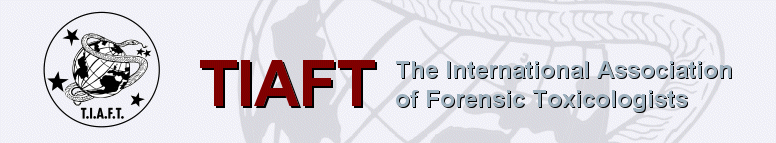 T.I.A.F.T.
TIAFT
The International Association
of Forensic Toxicologists